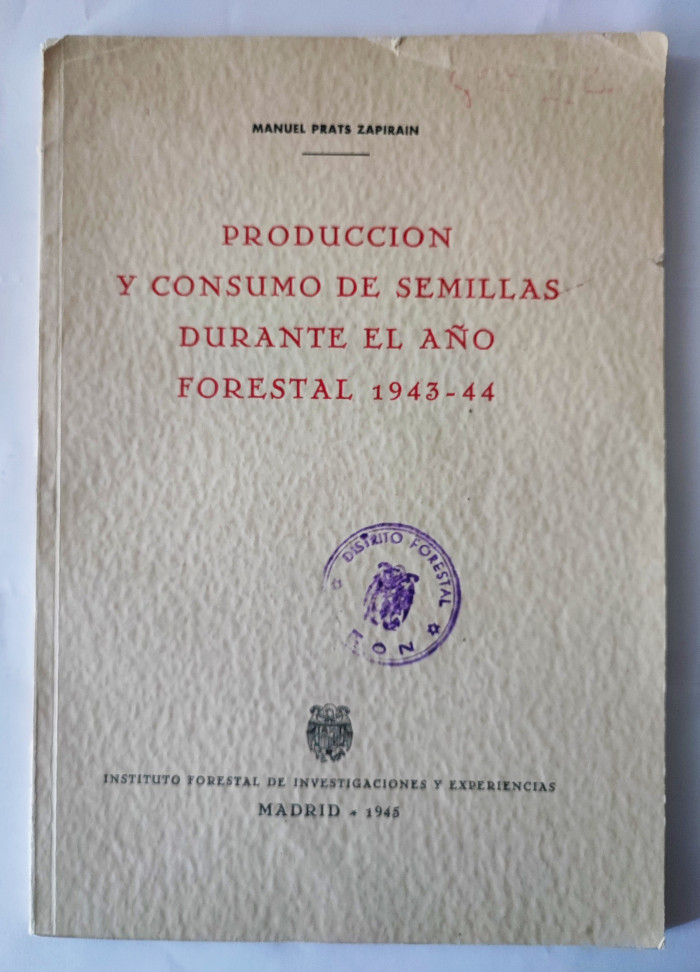 MANUEL PRATS ZAPIRAIN
PRODUCCION
Y CONSUMO DE SEMILLAS
DURANTE EL AÑO
FORESTAL 1943-44
DISTRITO FORESTAL
INSTITUTO FORESTAL DE INVESTIGACIONES Y EXPERIENCIAS
MADRID - 1945